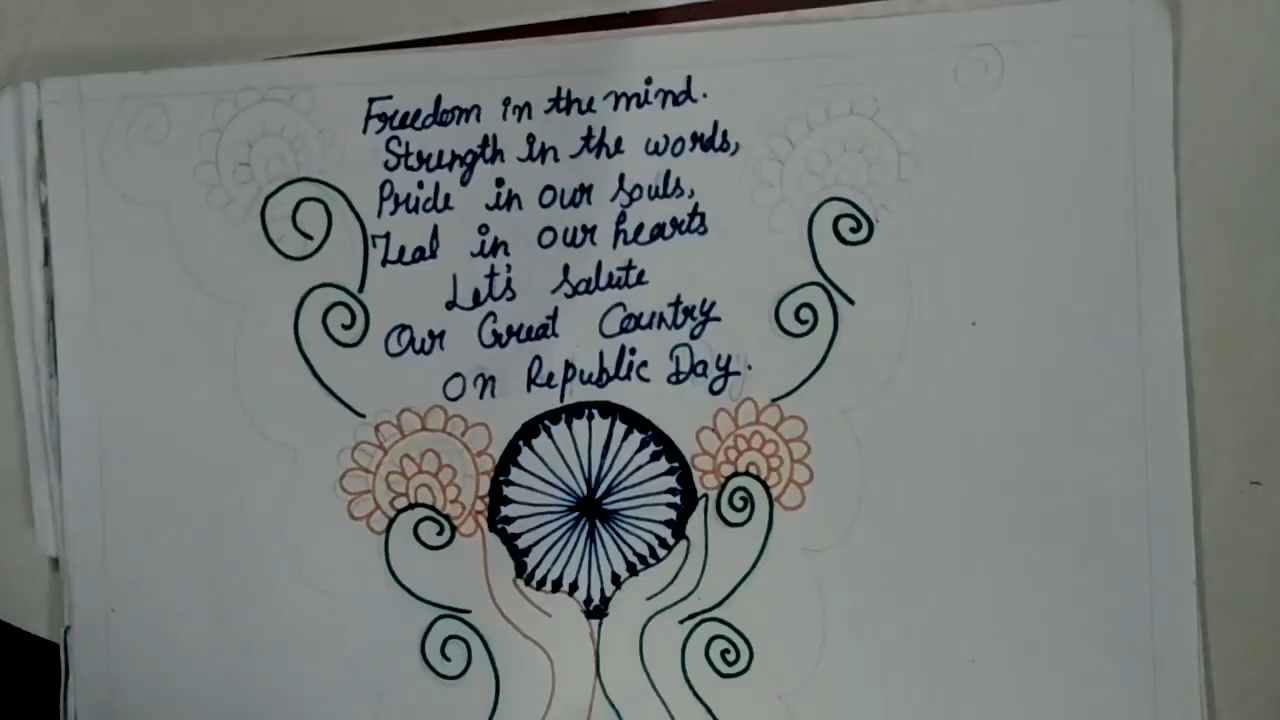 Freedom in the mind.
Strength in the words,
Pride in our souls,
Zeal in our hearts
Let's salute
Our Great Country
On Republic Day.